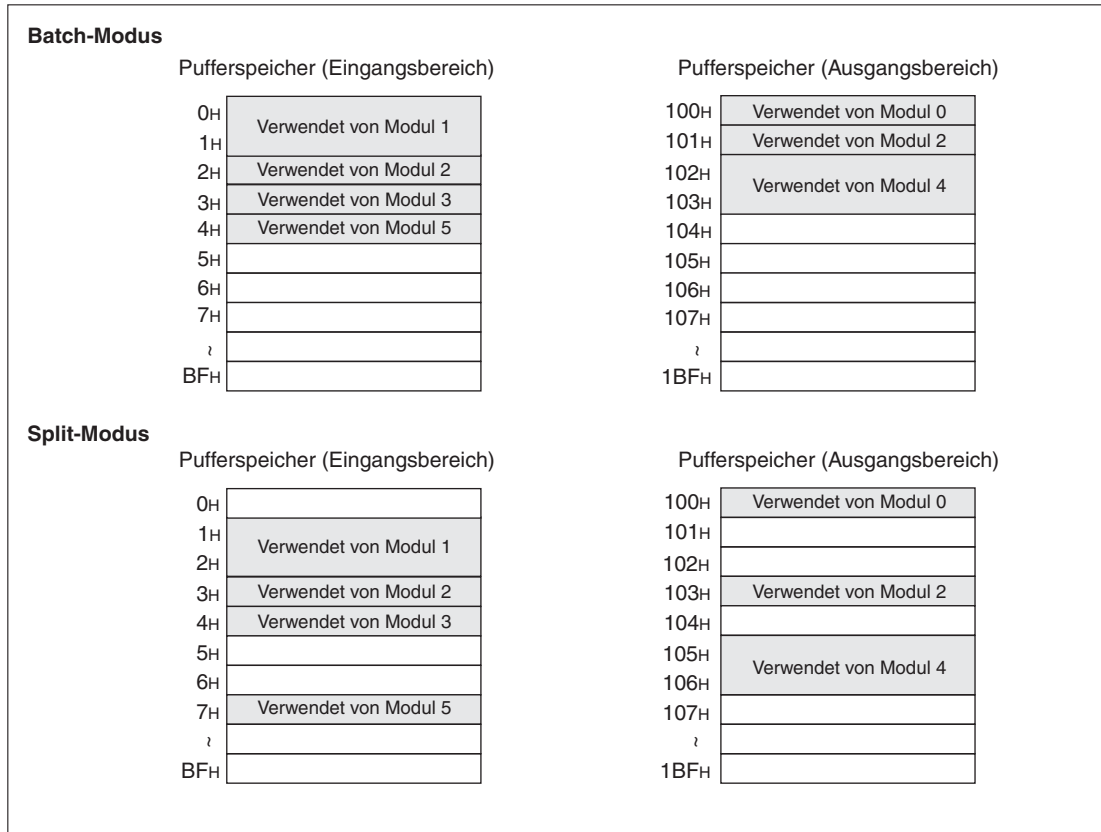 Batch-Modus
Pufferspeicher (Eingangsbereich)
0H
1H
2H
3H
4H
5H
6H
7H
~
BFH
Verwendet von Modul 1
Verwendet von Modul 2
Verwendet von Modul 3
Verwendet von Modul 5
Pufferspeicher (Ausgangsbereich)
100H
101H
102H
103H
104H
105H
106H
107H
~
1BFH
Verwendet von Modul 0
Verwendet von Modul 2
Verwendet von Modul 4
Split-Modus
Pufferspeicher (Eingangsbereich)
0H
1H
2H
3H
4H
5H
6H
7H
~
BFH
Verwendet von Modul 1
Verwendet von Modul 2
Verwendet von Modul 3
Verwendet von Modul 5
Pufferspeicher (Ausgangsbereich)
100H
101H
102H
103H
104H
105H
106H
107H
~
1BFH
Verwendet von Modul 0
Verwendet von Modul 2
Verwendet von Modul 4